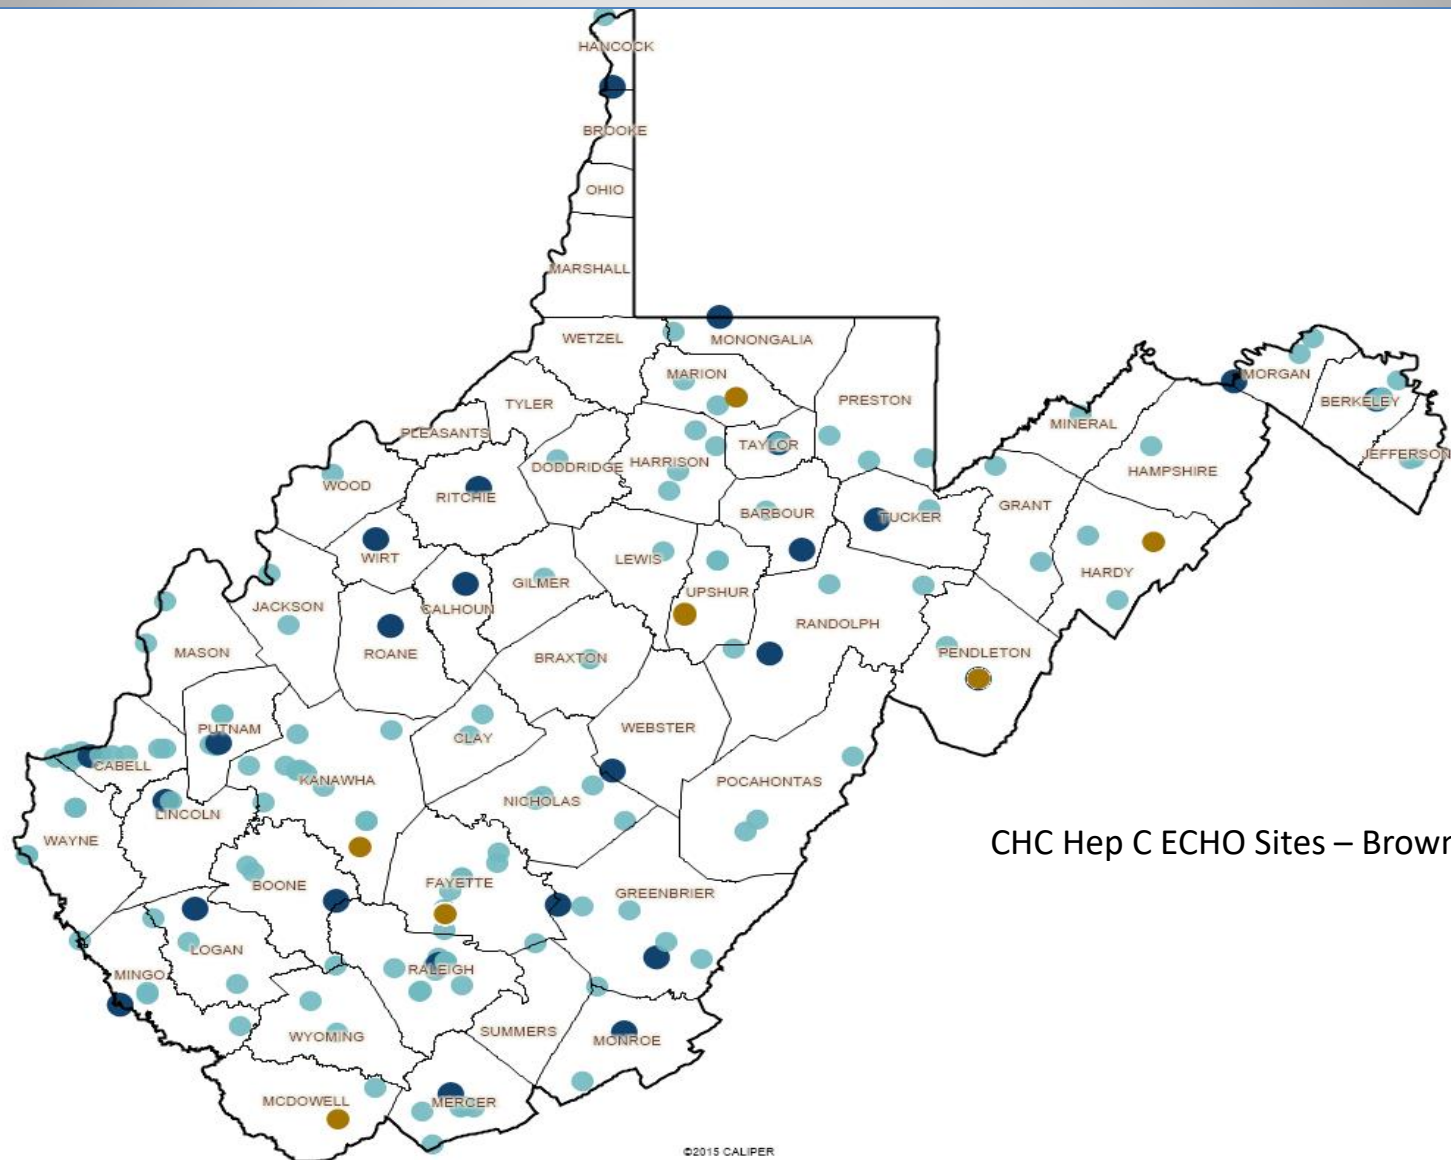 HANCOCK
BROOKE
OHIO
MARSHALL
WETZEL
MONONGALIA
MARION
TYLER
PRESTON
PLEASANTS
TAYLOR
MORGAN
BERKELEY
MINERAL
JEFFERSON
DODDRIDGE
HARRISON
HAMPSHIRE
WOOD
RITCHIE
GRANT
BARBOUR
TUCKER
WIRT
LEWIS
HARDY
GILMER
UPSHUR
JACKSON
CALHOUN
RANDOLPH
MASON
ROANE
BRAXTON
PENDLETON
PUTNAM
WEBSTER
CLAY
CABELL
KANAWHA
POCAHONTAS
NICHOLAS
LINCOLN
WAYNE
CHC Hep C ECHO Sites – Brown
BOONE
FAYETTE
GREENBRIER
LOGAN
RALEIGH
MINGO
SUMMERS
WYOMING
MONROE
MCDOWELL
MERCER
©2015 CALIPER